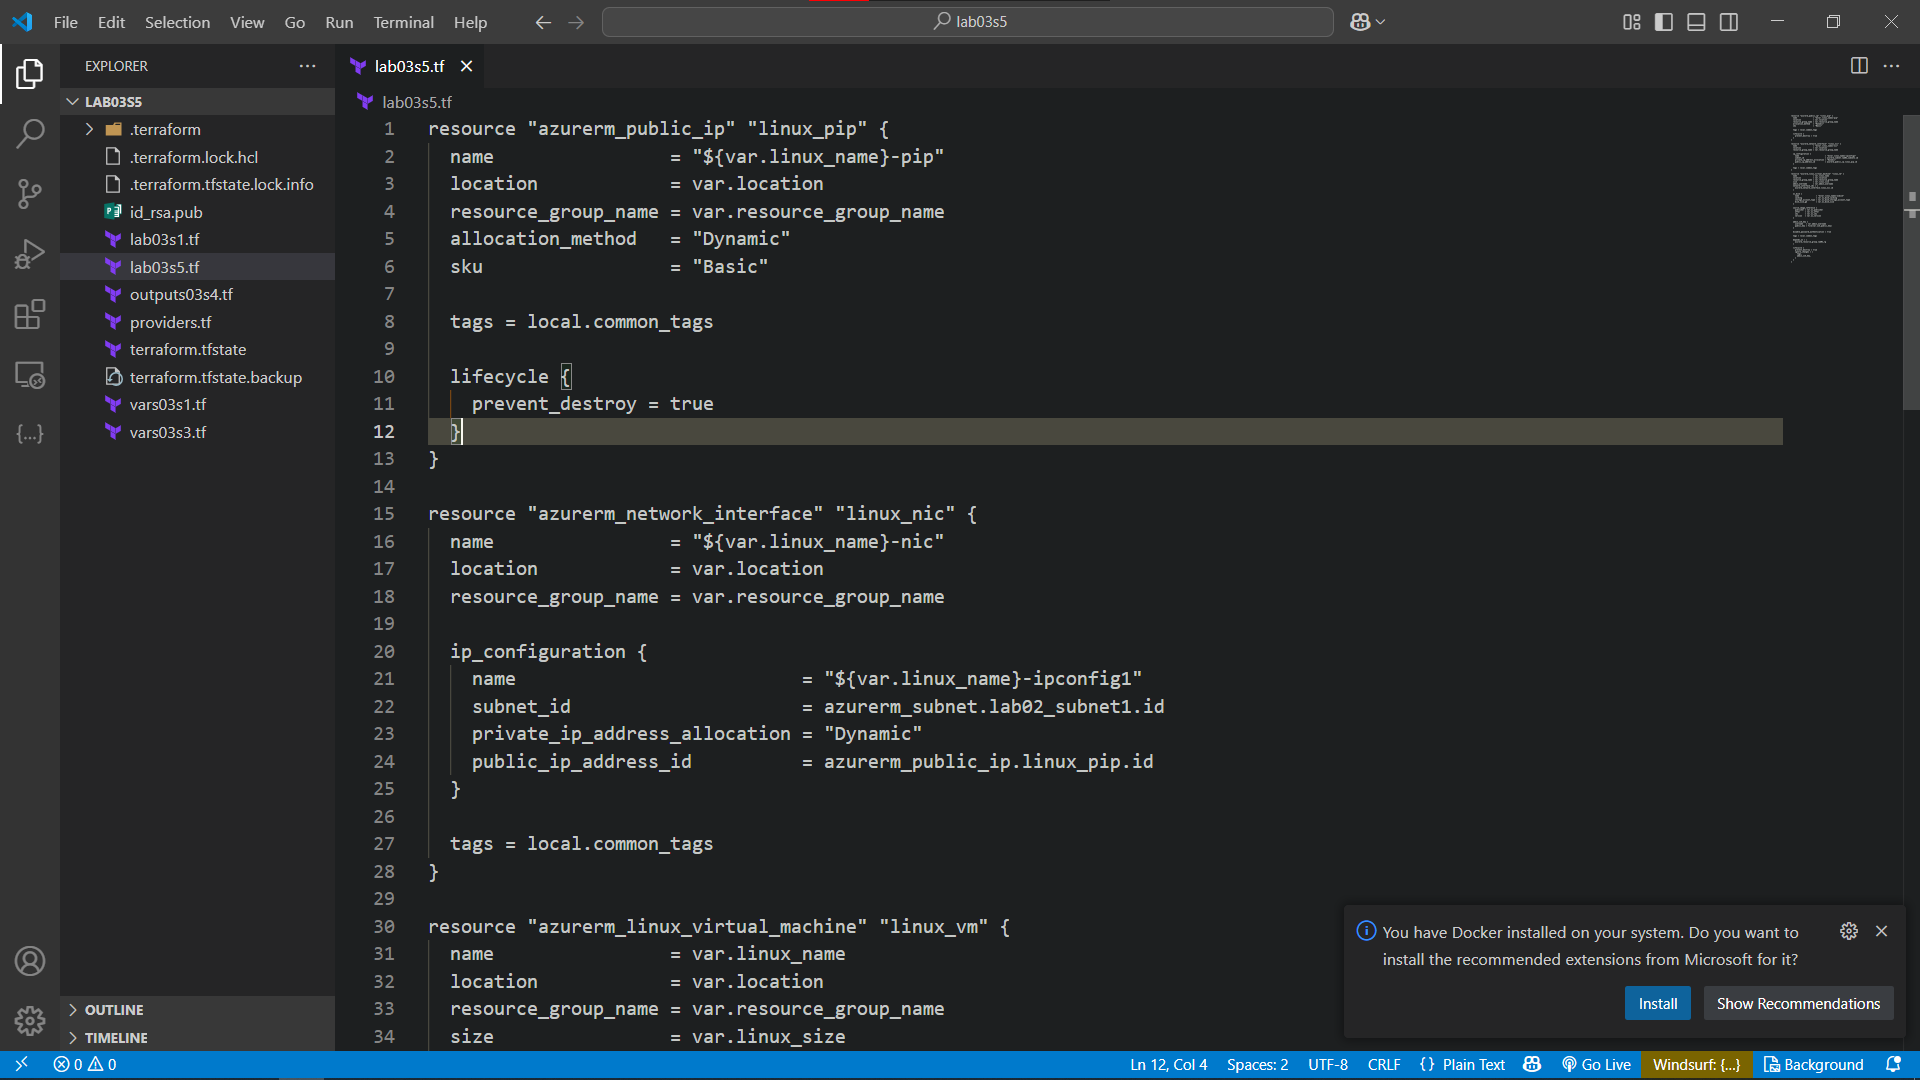 File Edit Selection View Go Run Terminal Help
lab03s5
EXPLORER
LAB03S5
.terraform
.terraform.lock.hcl
.terraform.tfstate.lock.info
id_rsa.pub
lab03s1.tf
lab03s5.tf
outputs03s4.tf
providers.tf
terraform.tfstate
terraform.tfstate.backup
vars03s1.tf
vars03s3.tf
OUTLINE
TIMELINE
lab03s5.tf
lab03s5.tf
1 resource "azurerm_public_ip" "linux_pip" {
2 name = "${var.linux_name}-pip"
3 location = var.location
4 resource_group_name = var.resource_group_name
5 allocation_method = "Dynamic"
6 sku = "Basic"
7
8 tags = local.common_tags
9
10 lifecycle {
11 prevent_destroy = true
12 }
13 }
14
15 resource "azurerm_network_interface" "linux_nic" {
16 name = "${var.linux_name}-nic"
17 location = var.location
18 resource_group_name = var.resource_group_name
19
20 ip_configuration {
21 name = "${var.linux_name}-ipconfig1"
22 subnet_id = azurerm_subnet.lab02_subnet1.id
23 private_ip_address_allocation = "Dynamic"
24 public_ip_address_id = azurerm_public_ip.linux_pip.id
25 }
26
27 tags = local.common_tags
28 }
29
30 resource "azurerm_linux_virtual_machine" "linux_vm" {
31 name = var.linux_name
32 location = var.location
33 resource_group_name = var.resource_group_name
34 size = var.linux_size
You have Docker installed on your system. Do you want to
install the recommended extensions from Microsoft for it?
Install Show Recommendations
0 0 Ln 12, Col 4 Spaces: 2 UTF-8 CRLF {} Plain Text Go Live Windsurf: {...} Background